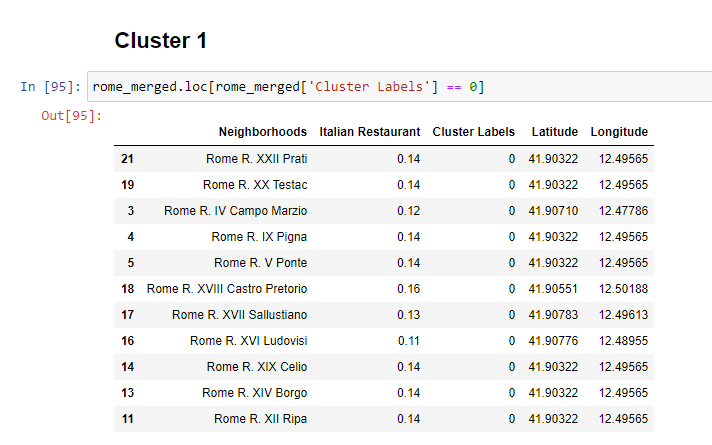 Cluster 1
In [95]: rome_merged.loc[rome_merged['Cluster Labels'] == 0]
Out[95]:
Neighborhoods Italian Restaurant Cluster Labels Latitude Longitude
21 Rome R. XXII Prati 0.14 0 41.90322 12.49565
19 Rome R. XX Testac 0.14 0 41.90322 12.49565
3 Rome R. IV Campo Marzio 0.12 0 41.90710 12.47786
4 Rome R. IX Pigna 0.14 0 41.90322 12.49565
5 Rome R. V Ponte 0.14 0 41.90322 12.49565
18 Rome R. XVIII Castro Pretorio 0.16 0 41.90551 12.50188
17 Rome R. XVII Sallustiano 0.13 0 41.90783 12.49613
16 Rome R. XVI Ludovisi 0.11 0 41.90776 12.48955
14 Rome R. XIX Celio 0.14 0 41.90322 12.49565
13 Rome R. XIV Borgo 0.14 0 41.90322 12.49565
11 Rome R. XII Ripa 0.14 0 41.90322 12.49565